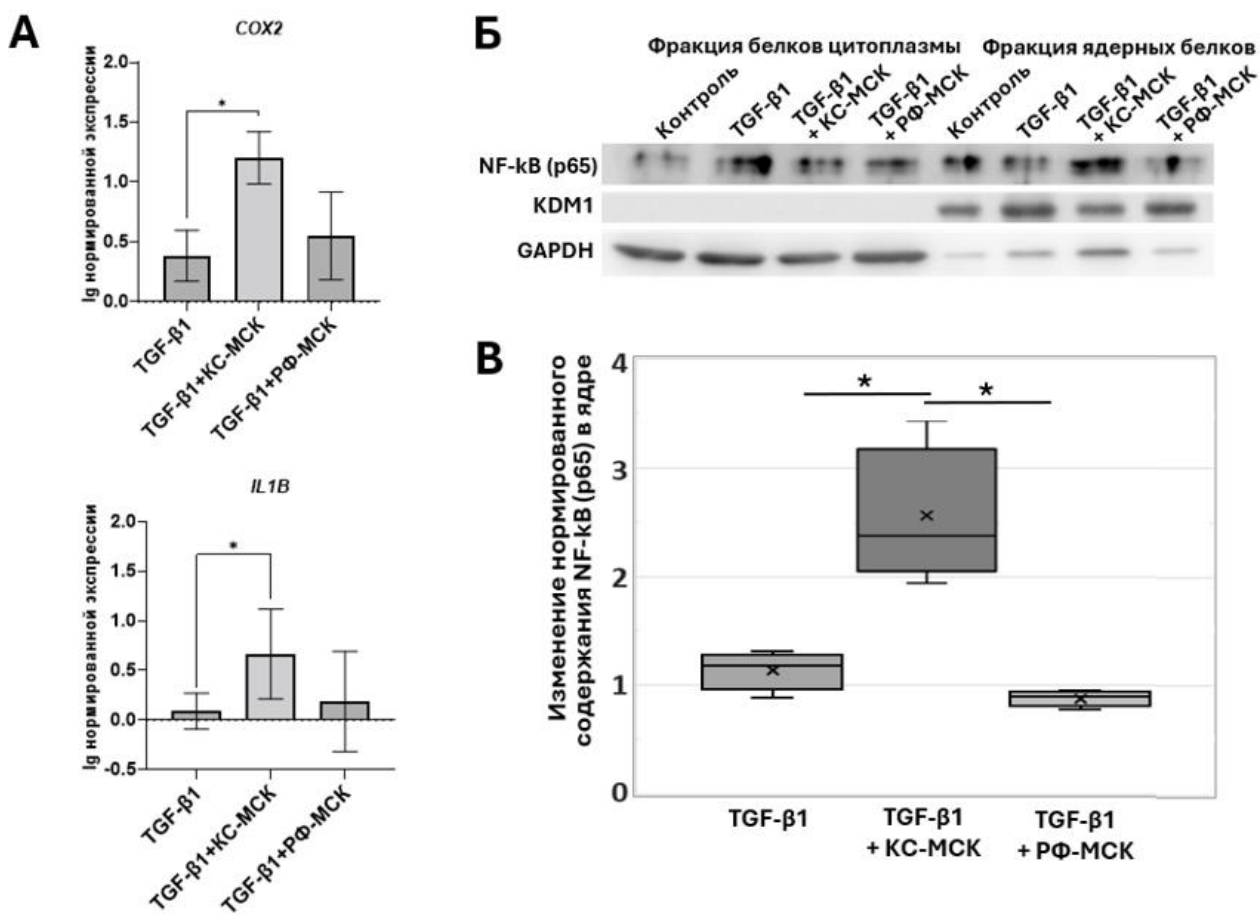 А
COX2
lg нормированной экспрессии
2.0
1.5
1.0
0.5
0.0
*
TGF-β1
TGF-β1+КС-МСК
TGF-β1+РФ-МСК
IL1B
lg нормированной экспрессии
2.0
1.5
1.0
0.5
0.0
-0.5
*
TGF-β1
TGF-β1+КС-МСК
TGF-β1+РФ-МСК
Б
Фракция белков цитоплазмы
Фракция ядерных белков
Контроль
TGF-β1
TGF-β1
+ КС-МСК
TGF-β1
+ РФ-МСК
Контроль
TGF-β1
TGF-β1
+ КС-МСК
TGF-β1
+ РФ-МСК
NF-kB (p65)
KDM1
GAPDH
В
Изменение нормированного
содержания NF-kB (p65) в ядре
4
3
2
1
0
*
*
TGF-β1
TGF-β1
+ КС-МСК
TGF-β1
+ РФ-МСК